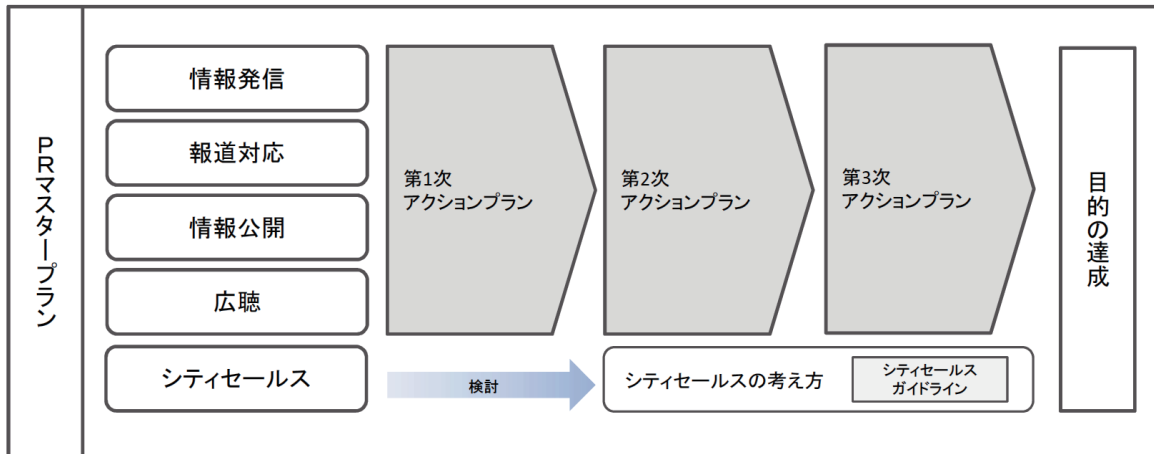 PRマスタープラン
情報発信
報道対応
情報公開
広聴
シティセールス
第1次
アクションプラン
第2次
アクションプラン
第3次
アクションプラン
検討
シティセールスの考え方
シティセールス
ガイドライン
目的の達成